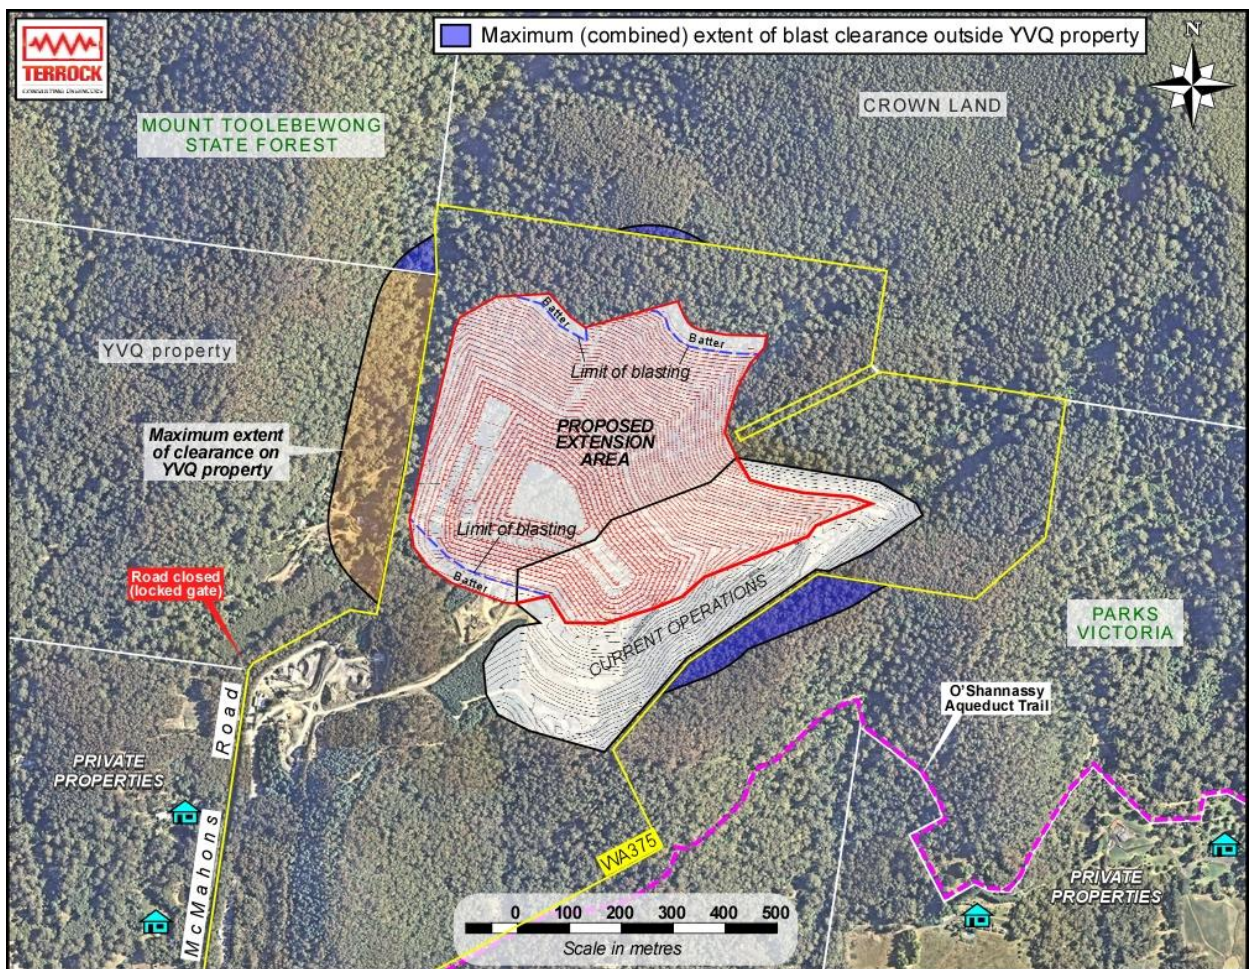 TERROCK
CONSULTING ENGINEERS
Maximum (combined) extent of blast clearance outside YVQ property
N
MOUNT TOOLEBEWONG
STATE FOREST
CROWN LAND
YVQ property
Batter
Batter
Limit of blasting
Maximum extent
of clearance on
YVQ property
PROPOSED
EXTENSION
AREA
Limit of blasting
Batter
Road closed
(locked gate)
CURRENT OPERATIONS
PARKS
VICTORIA
O'Shannassy
Aqueduct Trail
McMahons Road
PRIVATE
PROPERTIES
WA375
PRIVATE
PROPERTIES
0 100 200 300 400 500
Scale in metres